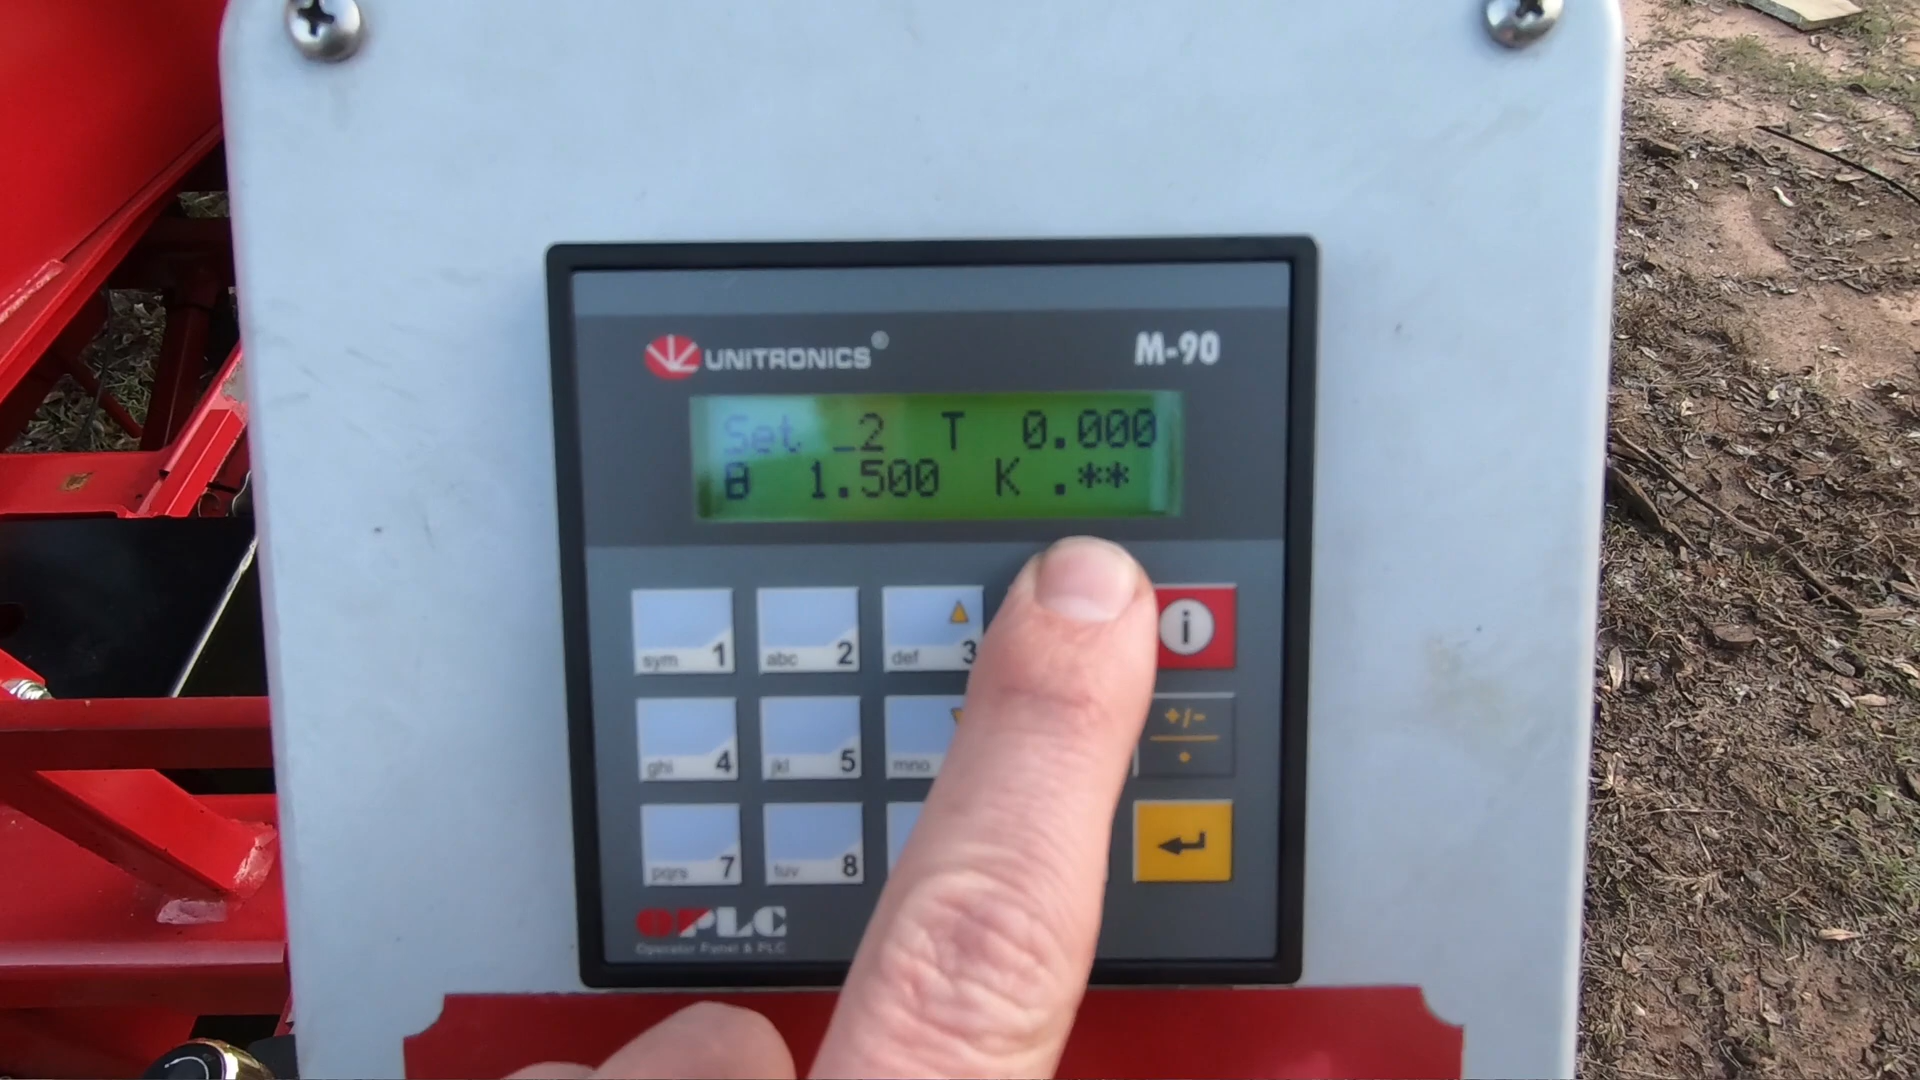 UNITRONICS®
M-90
Set _2 T 0.000
B 1.500 K .**
sym 1
abc 2
def 3
i
ghi 4
jkl 5
mno
+/-
pqrs 7
tuv 8
OPLC
Operator Panel & PLC